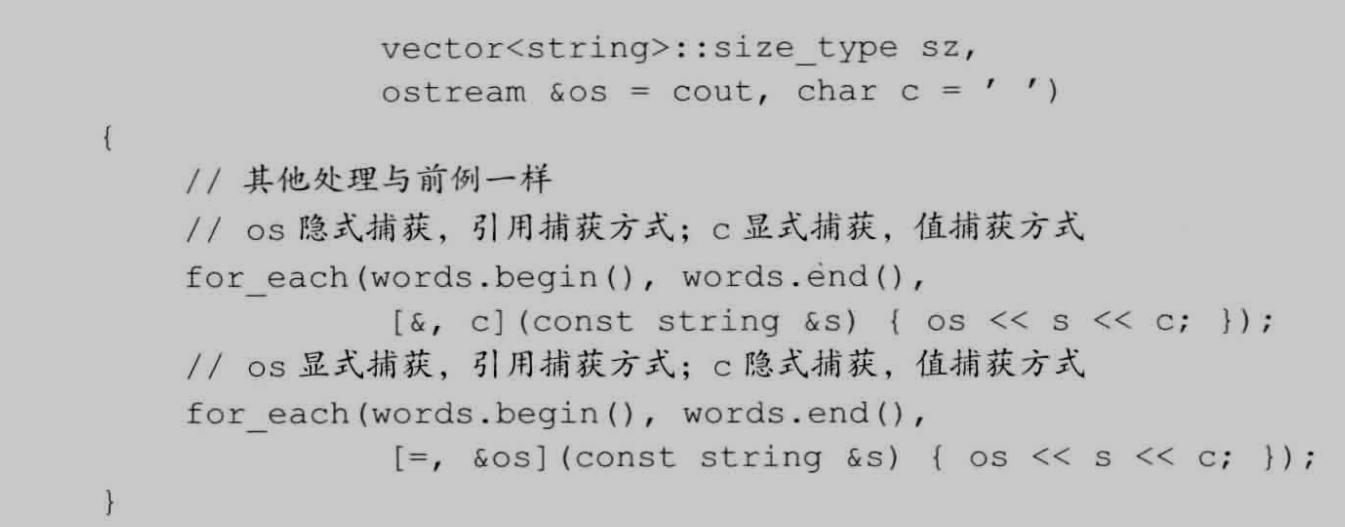 vector<string>::size_type sz,
ostream &os = cout, char c = ' ')
{
// 其他处理与前例一样
// os 隐式捕获，引用捕获方式；c 显式捕获，值捕获方式
for_each(words.begin(), words.end(),
[&, c](const string &s) { os << s << c; });
// os 显式捕获，引用捕获方式；c 隐式捕获，值捕获方式
for_each(words.begin(), words.end(),
[=, &os](const string &s) { os << s << c; });
}